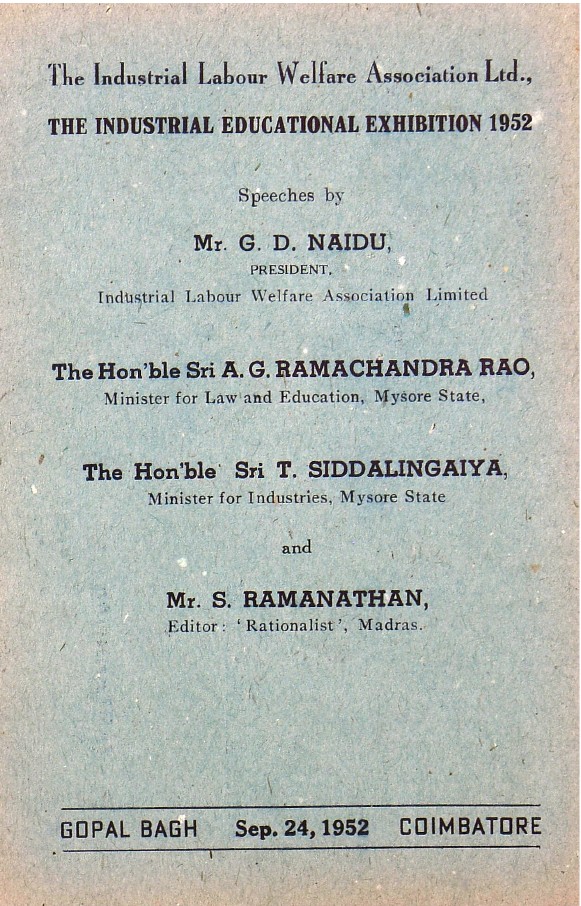 The Industrial Labour Welfare Association Ltd.,
THE INDUSTRIAL EDUCATIONAL EXHIBITION 1952
Speeches by
Mr. G. D. NAIDU,
PRESIDENT,
Industrial Labour Welfare Association Limited
The Hon'ble Sri A. G. RAMACHANDRA RAO,
Minister for Law and Education, Mysore State,
The Hon'ble Sri T. SIDDALINGAIYA,
Minister for Industries, Mysore State
and
Mr. S. RAMANATHAN,
Editor: 'Rationalist', Madras.
GOPAL BAGH Sep. 24, 1952 COIMBATORE